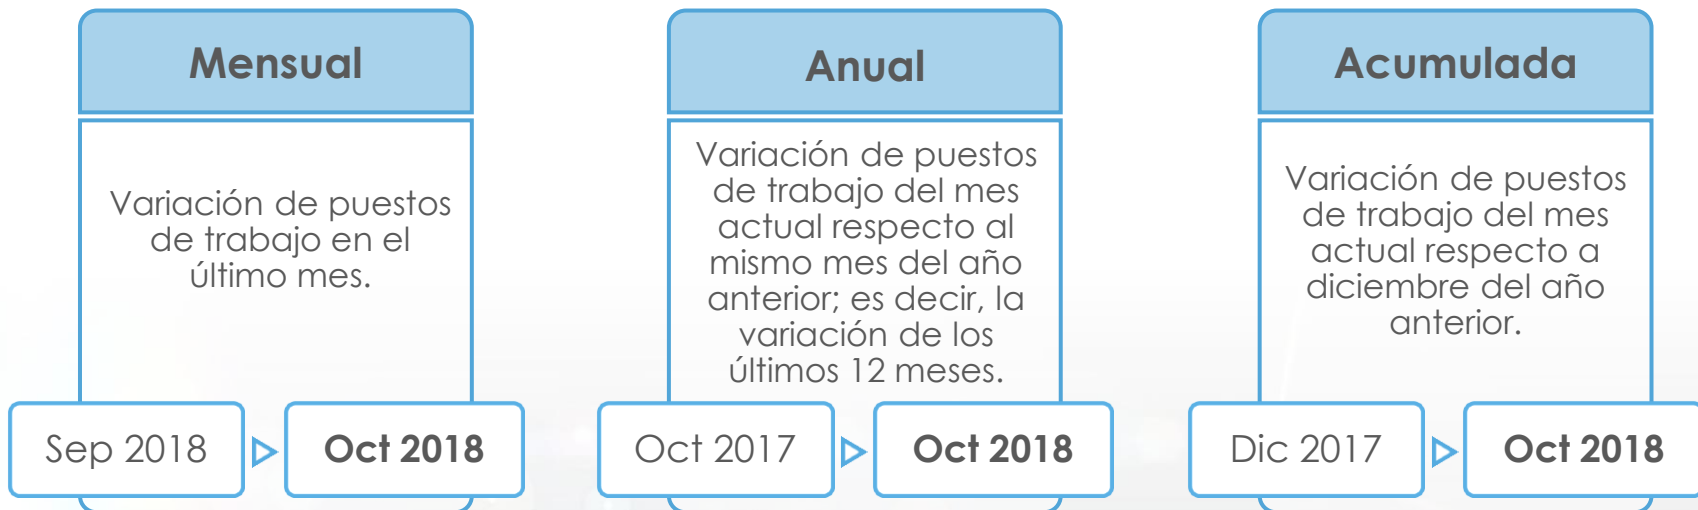 Mensual
Variación de puestos
de trabajo en el
último mes.
Sep 2018
Oct 2018
Anual
Variación de puestos
de trabajo del mes
actual respecto al
mismo mes del año
anterior; es decir, la
variación de los
últimos 12 meses.
Oct 2017
Oct 2018
Acumulada
Variación de puestos
de trabajo del mes
actual respecto a
diciembre del año
anterior.
Dic 2017
Oct 2018